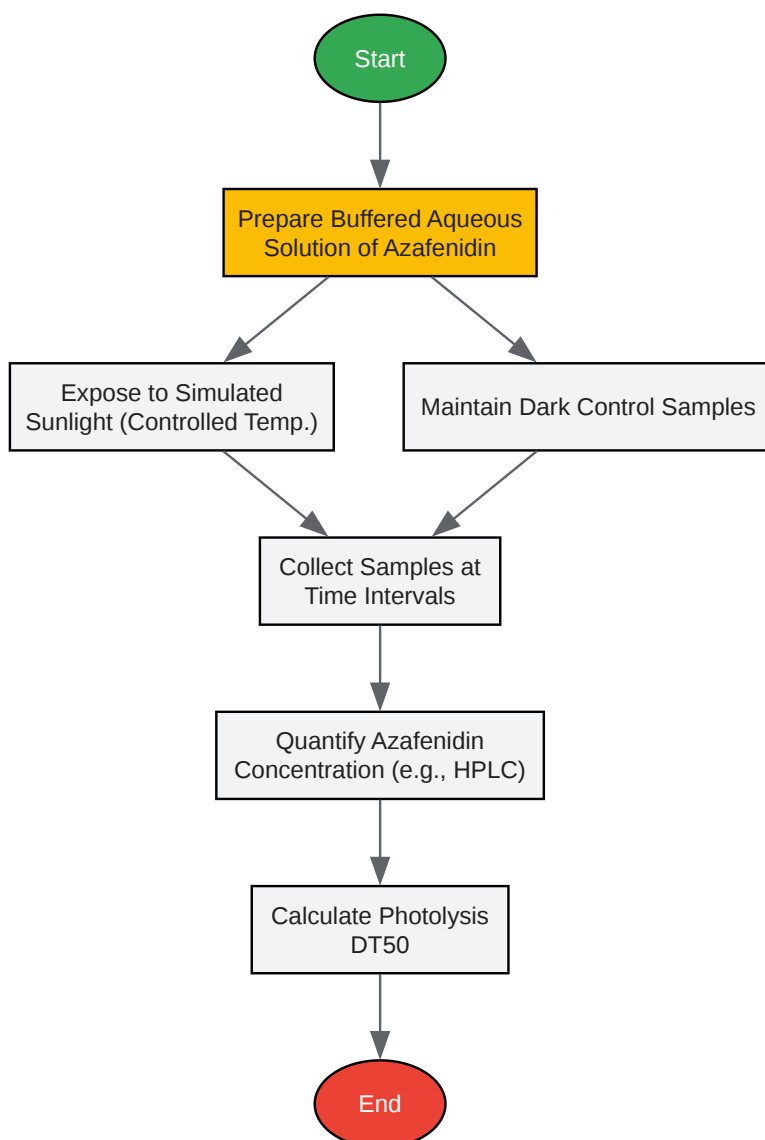 Start
Prepare Buffered Aqueous
Solution of Azafenidin
Expose to Simulated
Sunlight (Controlled Temp.)
Maintain Dark Control Samples
Collect Samples at
Time Intervals
Quantify Azafenidin
Concentration (e.g., HPLC)
Calculate Photolysis
DT50
End